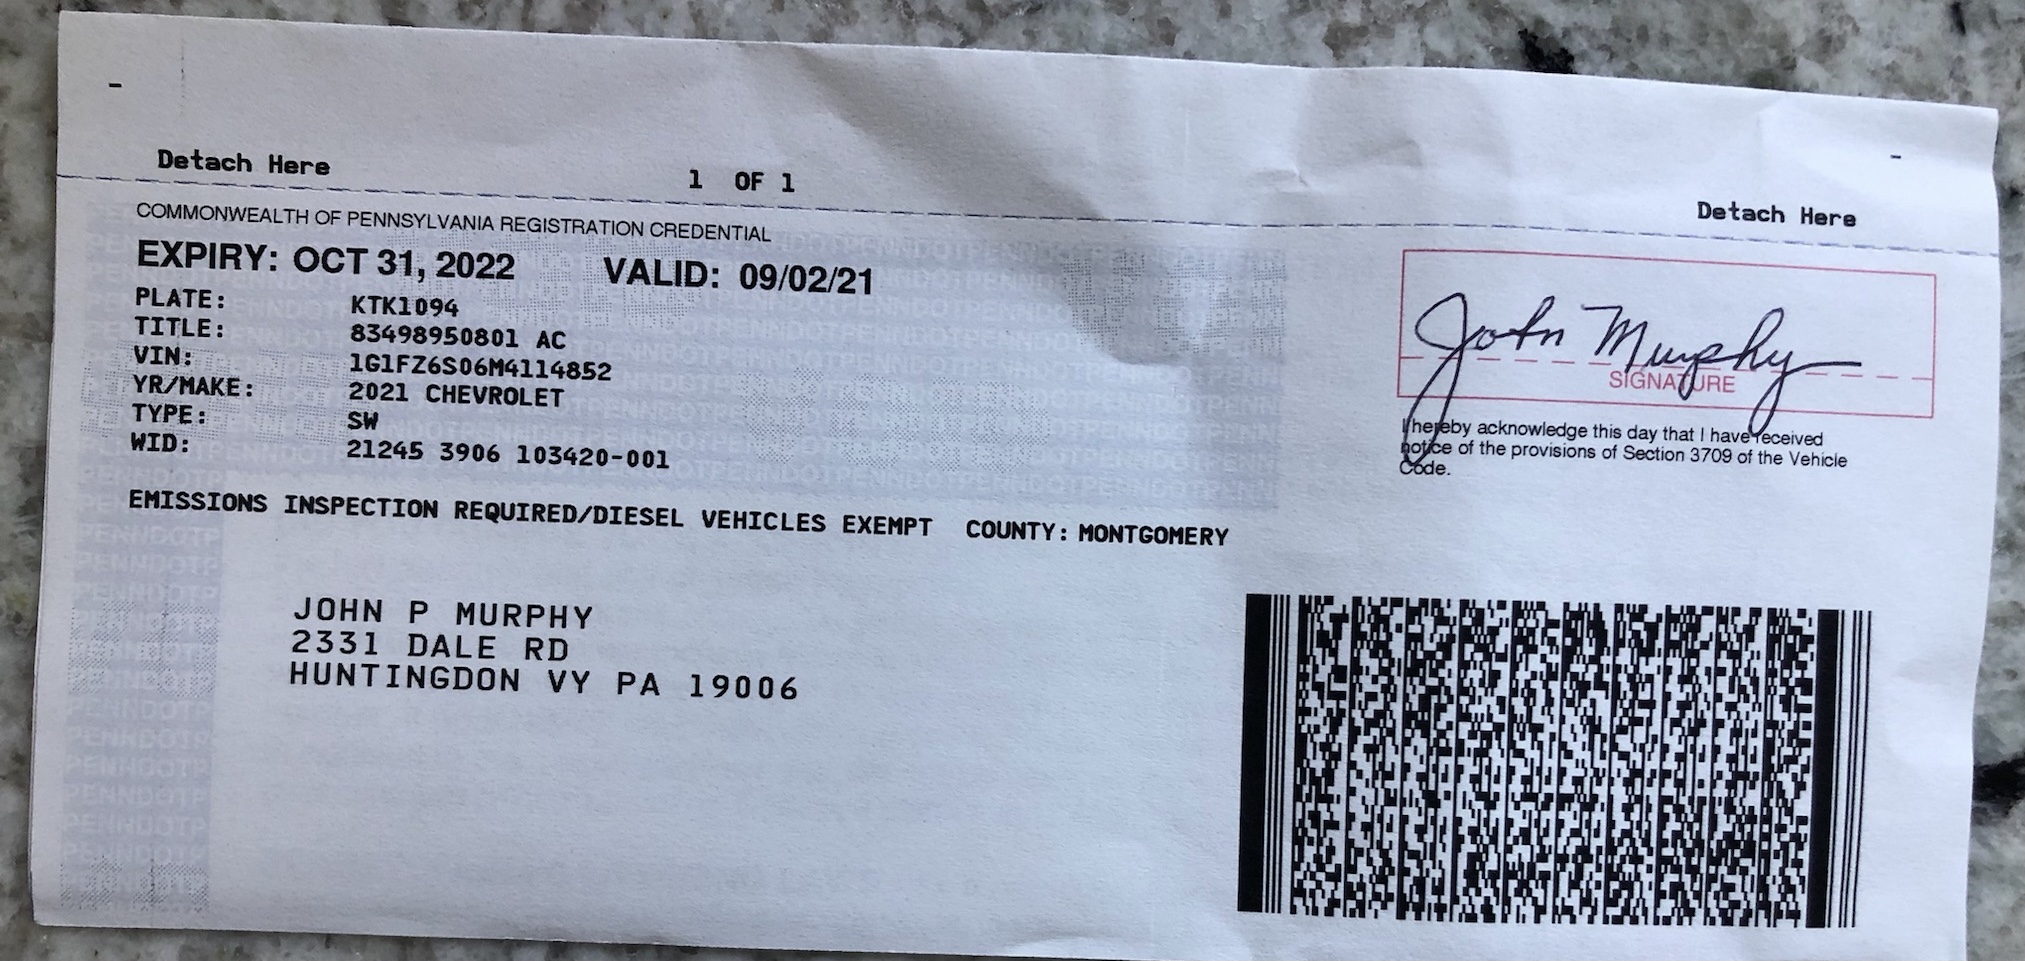 Detach Here
1 OF 1
Detach Here
COMMONWEALTH OF PENNSYLVANIA REGISTRATION CREDENTIAL
EXPIRY: OCT 31, 2022 VALID: 09/02/21
PLATE: KTK1094
TITLE: 83498950801 AC
VIN: 1G1FZ6S06M4114852
YR/MAKE: 2021 CHEVROLET
TYPE: SW
WID: 21245 3906 103420-001
John Murphy
SIGNATURE
I hereby acknowledge this day that I have received
notice of the provisions of Section 3709 of the Vehicle
Code.
EMISSIONS INSPECTION REQUIRED/DIESEL VEHICLES EXEMPT COUNTY: MONTGOMERY
JOHN P MURPHY
2331 DALE RD
HUNTINGDON VY PA 19006